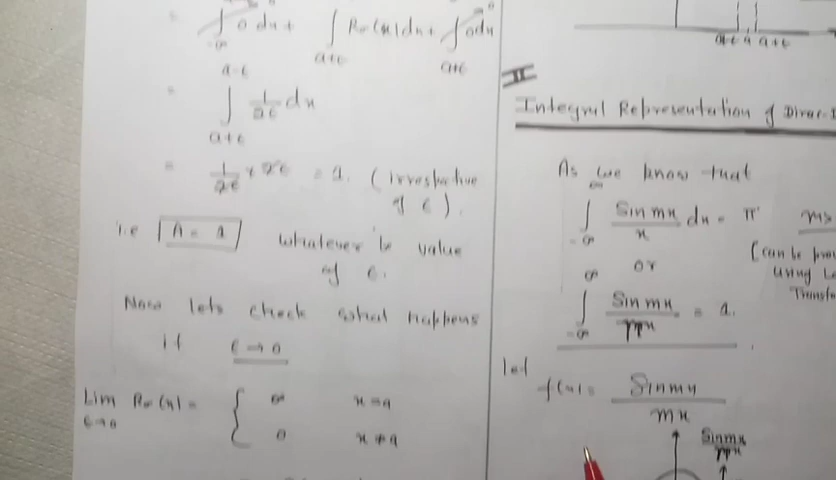 = ∫ 0 dx + ∫ Rε(x)dx + ∫ 0dx
-∞
a+ε
a+ε
a-ε
= ∫ 1/2ε dx
a+ε
= 1/2ε × 2ε = 1. (irrespective
of ε).
i.e A = 1 whatever be value
of ε.
Now lets check what happens
if ε → 0
Lim Rε(x) = { ∞ x=a
ε→0 0 x≠a
a-ε a a+ε
II
Integral Representation of Dirac-
As we know that
∞
∫ Sin mx / x dx = π
-∞
or
(can be
using
Transfo
∞
∫ Sin mx / πx = 1.
-∞
let
f(x) = Sin mx / πx
Sin mx / πx